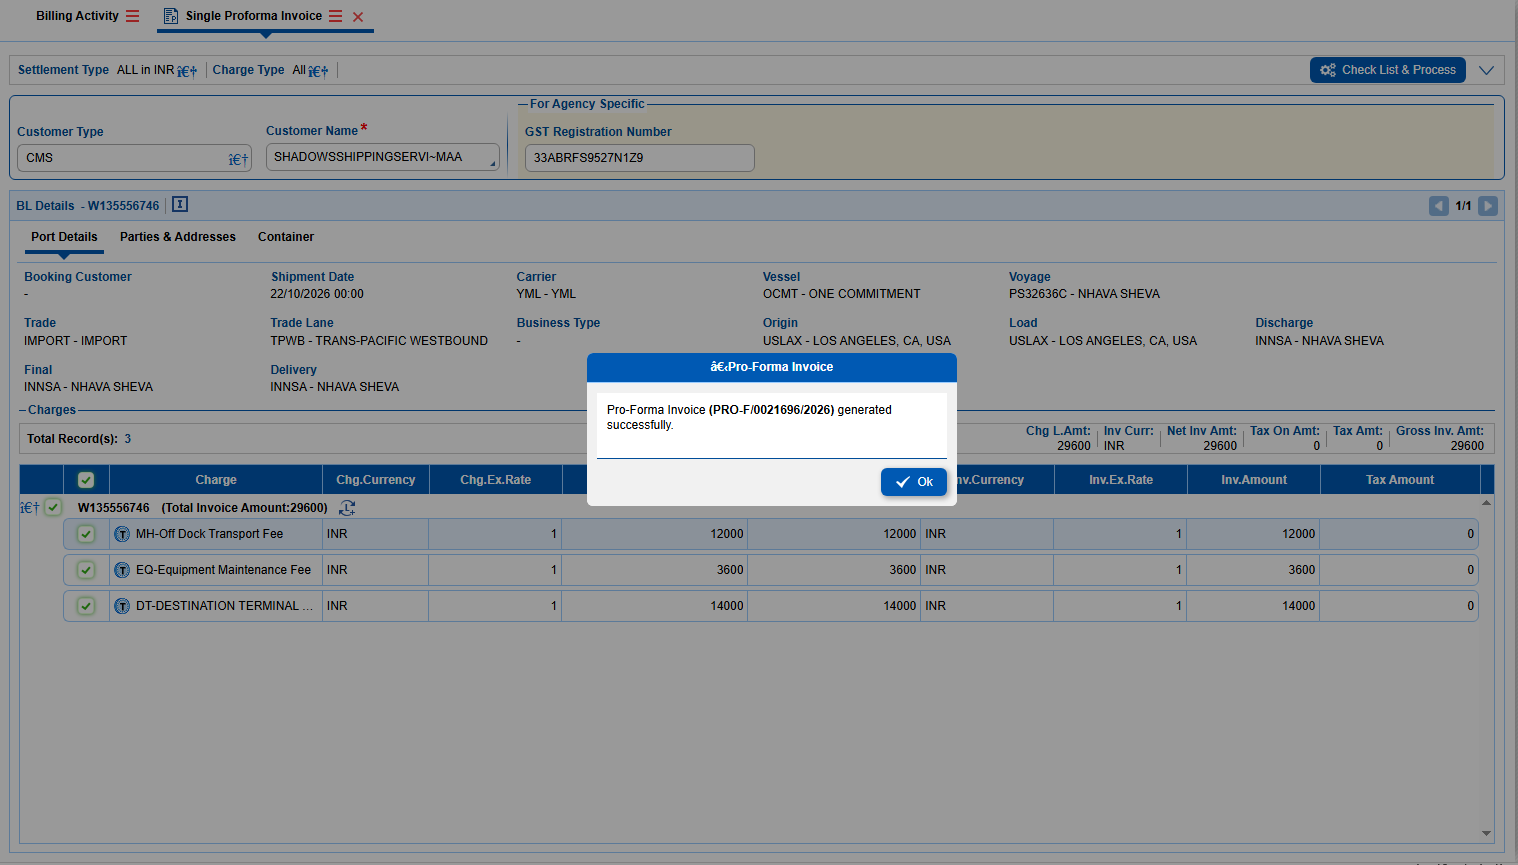 Billing Activity
Single Proforma Invoice
Settlement Type ALL in INR â€† Charge Type All â€†
Check List & Process
For Agency Specific
Customer Type
Customer Name *
GST Registration Number
CMS â€†
SHADOWSSHIPPINGSERVI~MAA
33ABRFS9527N1Z9
BL Details - W135556746
1/1
Port Details Parties & Addresses Container
Booking Customer Shipment Date Carrier Vessel Voyage
- 22/10/2026 00:00 YML - YML OCMT - ONE COMMITMENT PS32636C - NHAVA SHEVA
Trade Trade Lane Business Type Origin Load Discharge
IMPORT - IMPORT TPWB - TRANS-PACIFIC WESTBOUND - USLAX - LOS ANGELES, CA, USA USLAX - LOS ANGELES, CA, USA INNSA - NHAVA SHEVA
Final Delivery
INNSA - NHAVA SHEVA INNSA - NHAVA SHEVA
â€‹Pro-Forma Invoice
Pro-Forma Invoice (PRO-F/0021696/2026) generated
successfully.
Ok
Charges
Total Record(s): 3
Chg L.Amt: Inv Curr: Net Inv Amt: Tax On Amt: Tax Amt: Gross Inv. Amt:
29600 INR 29600 0 0 29600
Charge Chg.Currency Chg.Ex.Rate nv.Currency Inv.Ex.Rate Inv.Amount Tax Amount
â€† W135556746 (Total Invoice Amount:29600)
MH-Off Dock Transport Fee INR 1 12000 12000 INR 1 12000 0
EQ-Equipment Maintenance Fee INR 1 3600 3600 INR 1 3600 0
DT-DESTINATION TERMINAL ... INR 1 14000 14000 INR 1 14000 0